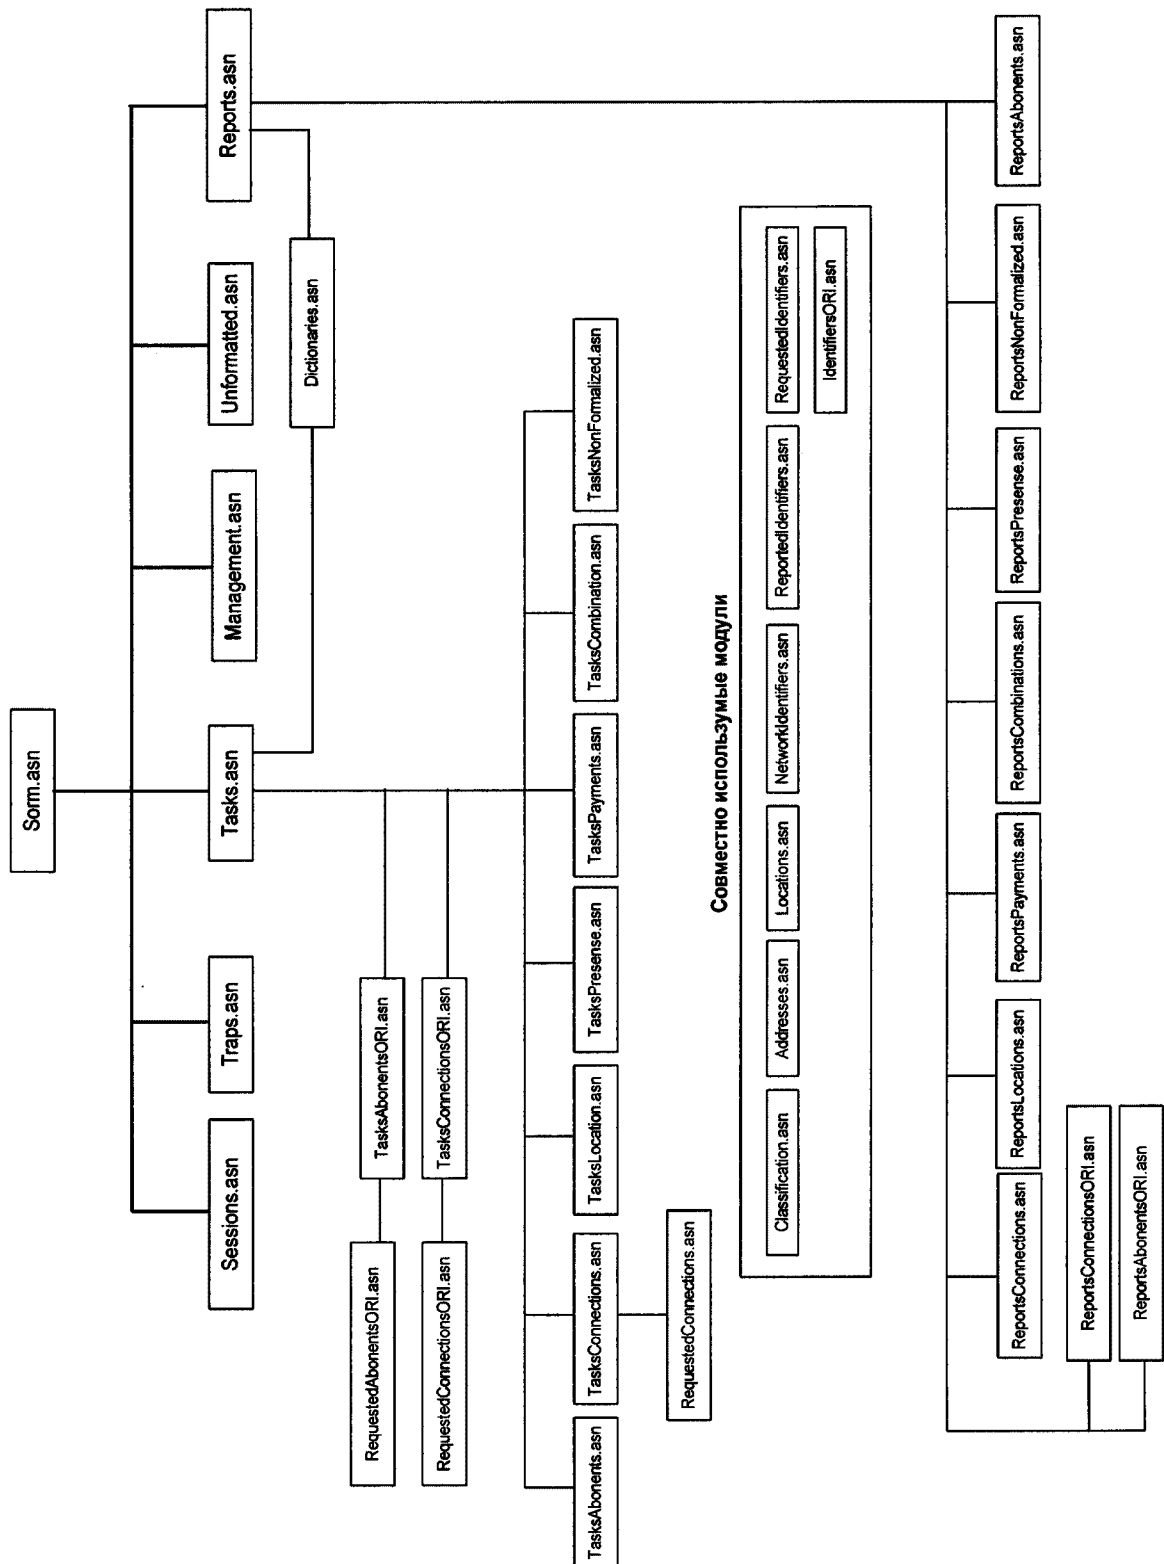 Sorm.asn
Sessions.asn
Traps.asn
Tasks.asn
Management.asn
Unformatted.asn
Reports.asn
Dictionaries.asn
RequestedAbonentsORI.asn
TasksAbonentsORI.asn
RequestedConnectionsORI.asn
TasksConnectionsORI.asn
TasksAbonents.asn
TasksConnections.asn
TasksLocation.asn
TasksPresense.asn
TasksPayments.asn
TasksCombination.asn
TasksNonFormalized.asn
RequestedConnections.asn
Совместно использумые модули
Classification.asn
Addresses.asn
Locations.asn
NetworkIdentifiers.asn
ReportedIdentifiers.asn
RequestedIdentifiers.asn
IdentifiersORI.asn
ReportsConnections.asn
ReportsLocations.asn
ReportsPayments.asn
ReportsCombinations.asn
ReportsPresense.asn
ReportsNonFormalized.asn
ReportsAbonents.asn
ReportsConnectionsORI.asn
ReportsAbonentsORI.asn